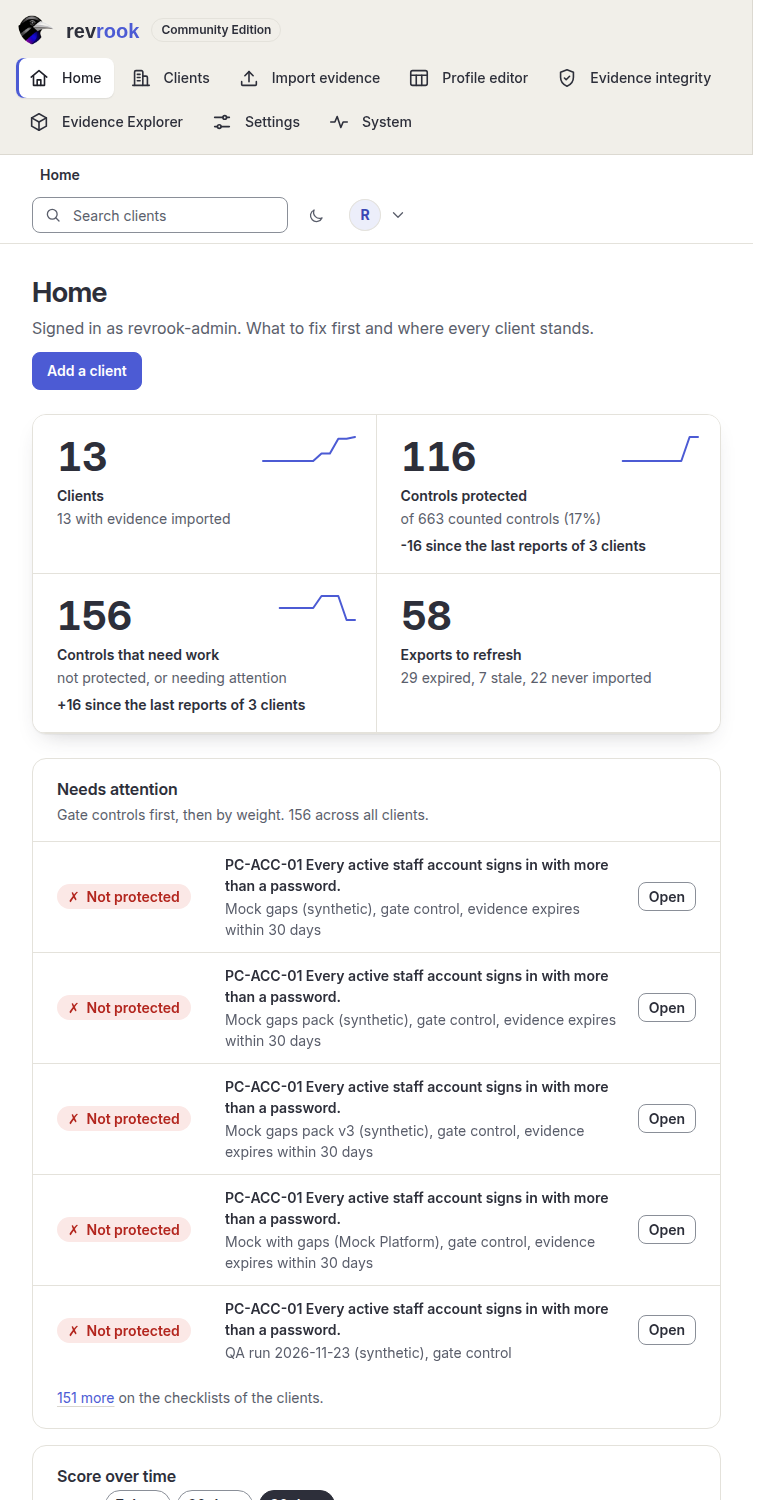 revrook Community Edition
Home Clients Import evidence Profile editor Evidence integrity
Evidence Explorer Settings System
Home
Search clients R
Home
Signed in as revrook-admin. What to fix first and where every client stands.
Add a client
13
Clients
13 with evidence imported
116
Controls protected
of 663 counted controls (17%)
-16 since the last reports of 3 clients
156
Controls that need work
not protected, or needing attention
+16 since the last reports of 3 clients
58
Exports to refresh
29 expired, 7 stale, 22 never imported
Needs attention
Gate controls first, then by weight. 156 across all clients.
✗ Not protected
PC-ACC-01 Every active staff account signs in with more
than a password.
Mock gaps (synthetic), gate control, evidence expires
within 30 days
Open
✗ Not protected
PC-ACC-01 Every active staff account signs in with more
than a password.
Mock gaps pack (synthetic), gate control, evidence expires
within 30 days
Open
✗ Not protected
PC-ACC-01 Every active staff account signs in with more
than a password.
Mock gaps pack v3 (synthetic), gate control, evidence
expires within 30 days
Open
✗ Not protected
PC-ACC-01 Every active staff account signs in with more
than a password.
Mock with gaps (Mock Platform), gate control, evidence
expires within 30 days
Open
✗ Not protected
PC-ACC-01 Every active staff account signs in with more
than a password.
QA run 2026-11-23 (synthetic), gate control
Open
151 more on the checklists of the clients.
Score over time